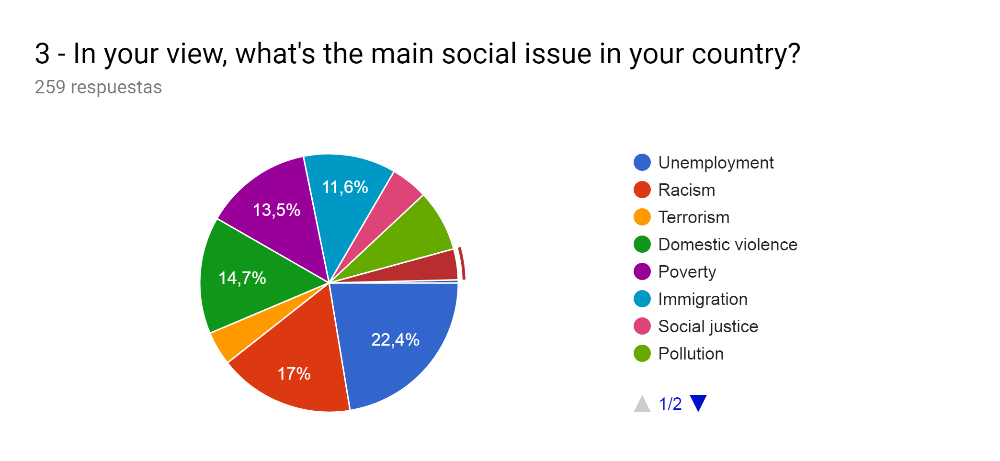 3 - In your view, what's the main social issue in your country?
259 respuestas
11,6%
13,5%
14,7%
22,4%
17%
Unemployment
Racism
Terrorism
Domestic violence
Poverty
Immigration
Social justice
Pollution
1/2